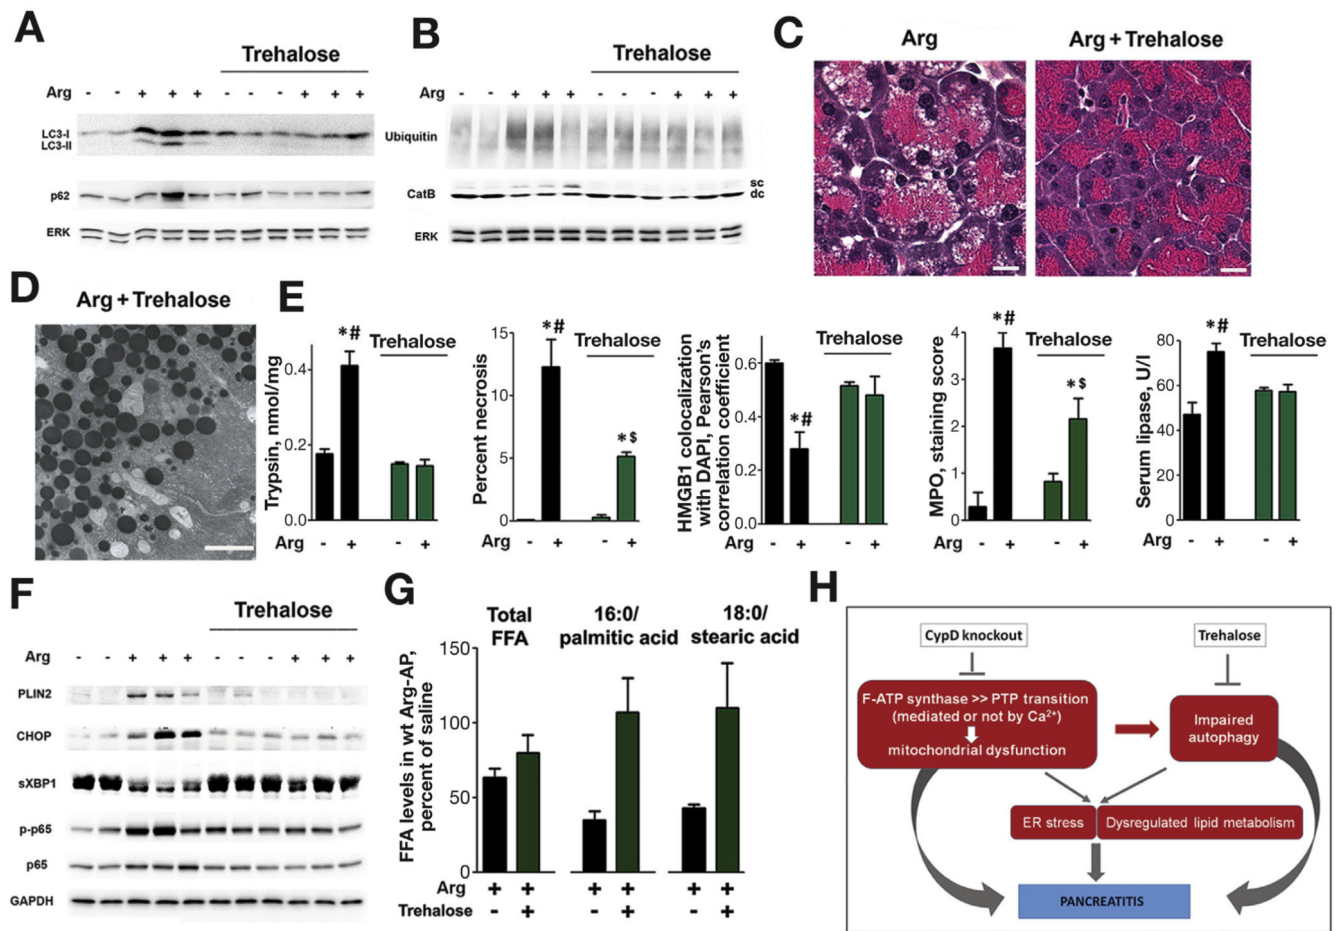 A
Trehalose
Arg - - + + + - - - + + +
LC3-I
LC3-II
p62
ERK
B
Trehalose
Arg - - + + + - - - + + +
Ubiquitin
CatB
sc
dc
ERK
C
Arg
Arg + Trehalose
D
Arg + Trehalose
E
Trypsin, nmol/mg
0.4
0.2
0.0
*#
Trehalose
Arg - + - +
Percent necrosis
15
10
5
0
*#
Trehalose
*$
Arg - + - +
HMGB1 colocalization
with DAPI, Pearson's
correlation coefficient
0.6
0.4
0.2
0.0
*#
Trehalose
Arg - + - +
MPO, staining score
4
3
2
1
0
*#
Trehalose
*$
Arg - + - +
Serum lipase, U/l
80
60
40
20
0
*#
Trehalose
Arg - + - +
F
Trehalose
Arg - - + + + - - - + + +
PLIN2
CHOP
sXBP1
p-p65
p65
GAPDH
G
Total
FFA
16:0/
palmitic acid
18:0/
stearic acid
FFA levels in wt Arg-AP,
percent of saline
150
100
50
0
Arg + + + + + +
Trehalose - + - + - +
H
CypD knockout
Trehalose
F-ATP synthase >> PTP transition
(mediated or not by Ca²⁺)
mitochondrial dysfunction
Impaired
autophagy
ER stress
Dysregulated lipid metabolism
PANCREATITIS